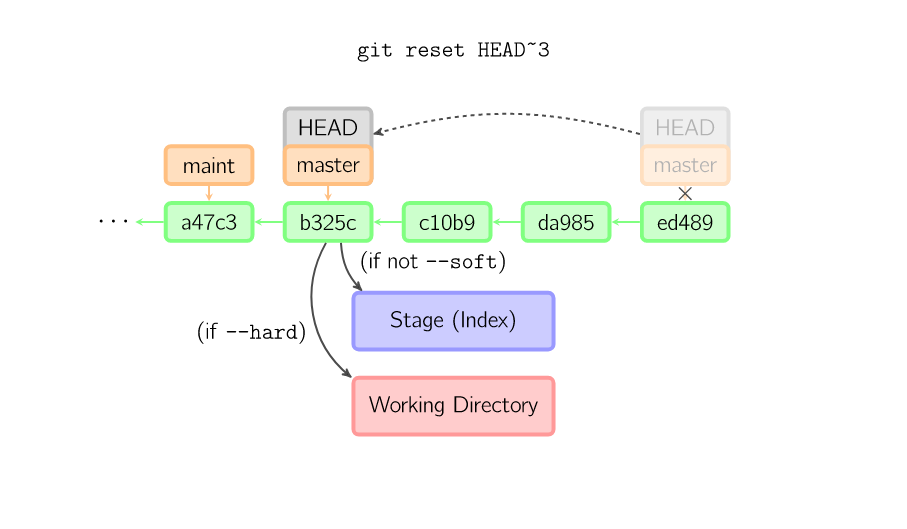 git reset HEAD~3
HEAD
HEAD
maint
master
master
... a47c3 b325c c10b9 da985 ed489
(if not --soft)
Stage (Index)
(if --hard)
Working Directory